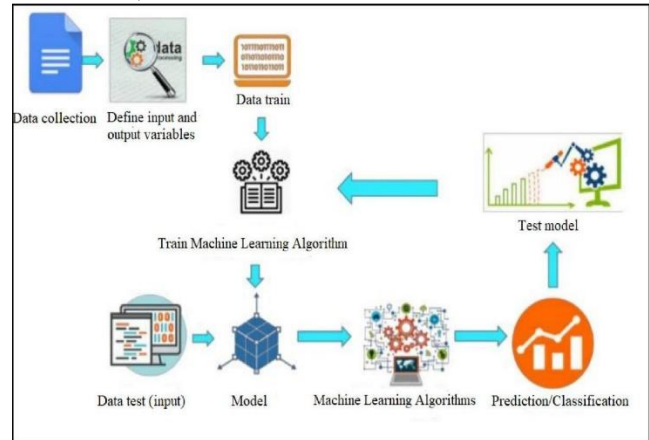 data
Data collection
Define input and
output variables
Data train
Train Machine Learning Algorithm
Test model
Data test (input)
Model
Machine Learning Algorithms
Prediction/Classification